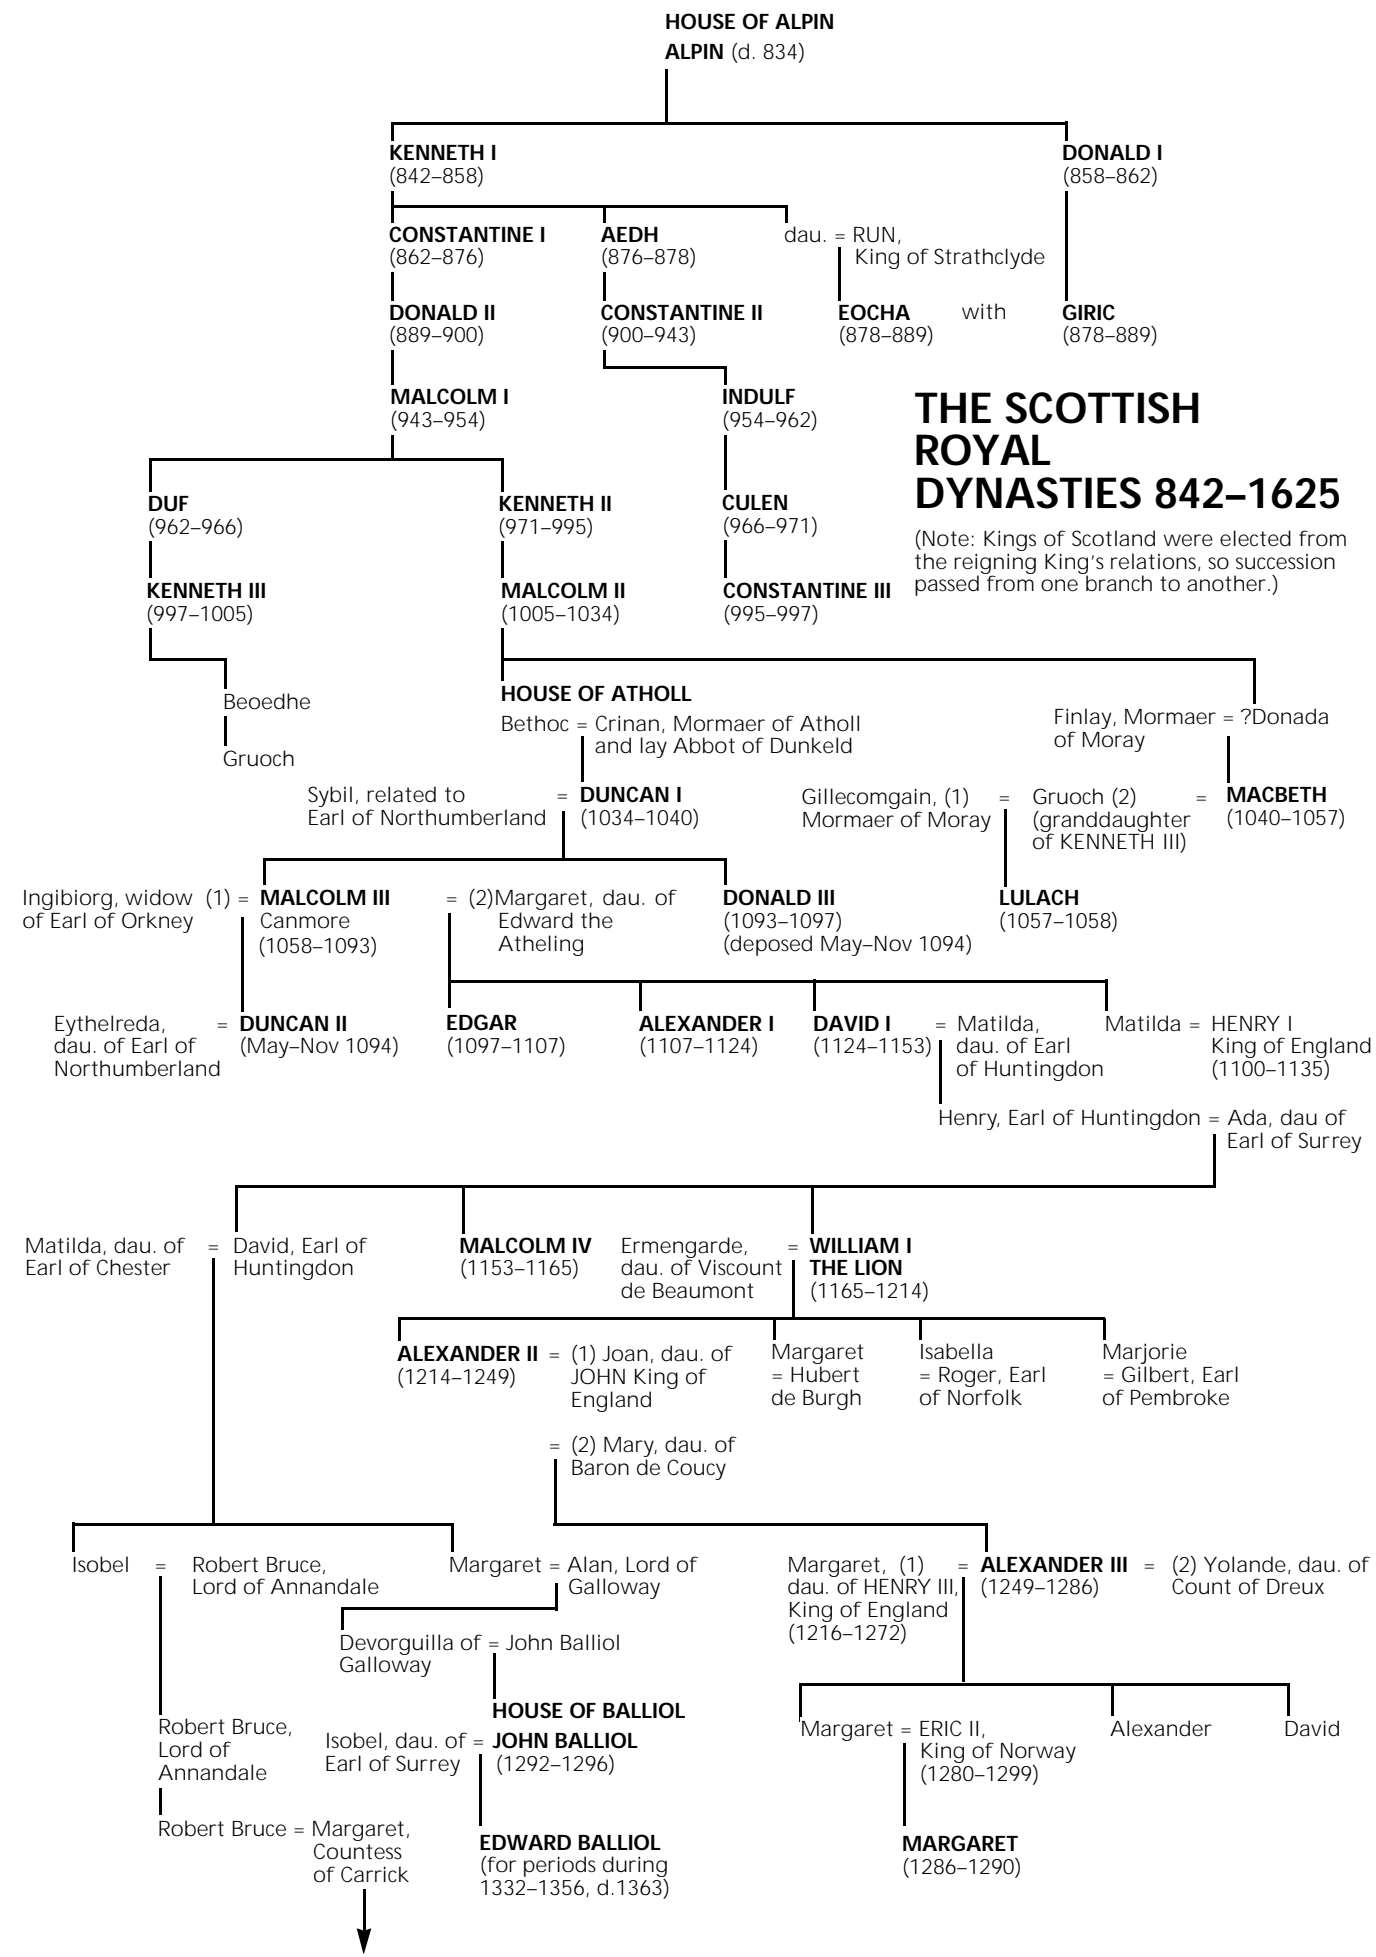 HOUSE OF ALPIN
ALPIN (d. 834)
KENNETH I
(842–858)
DONALD I
(858–862)
CONSTANTINE I
(862–876)
AEDH
(876–878)
dau. = RUN,
King of Strathclyde
DONALD II
(889–900)
CONSTANTINE II
(900–943)
EOCHA
(878–889)
with
GIRIC
(878–889)
MALCOLM I
(943–954)
INDULF
(954–962)
THE SCOTTISH
ROYAL
DYNASTIES 842–1625
(Note: Kings of Scotland were elected from
the reigning King's relations, so succession
passed from one branch to another.)
DUF
(962–966)
KENNETH II
(971–995)
CULEN
(966–971)
KENNETH III
(997–1005)
MALCOLM II
(1005–1034)
CONSTANTINE III
(995–997)
Beoedhe
Gruoch
HOUSE OF ATHOLL
Bethoc = Crinan, Mormaer of Atholl
and lay Abbot of Dunkeld
Finlay, Mormaer = ?Donada
of Moray
Sybil, related to
Earl of Northumberland
= DUNCAN I
(1034–1040)
Gillecomgain, (1)
Mormaer of Moray
= Gruoch (2)
(granddaughter
of KENNETH III)
= MACBETH
(1040–1057)
Ingibiorg, widow (1) =
of Earl of Orkney
MALCOLM III
Canmore
(1058–1093)
= (2)Margaret, dau. of
Edward the
Atheling
DONALD III
(1093–1097)
(deposed May–Nov 1094)
LULACH
(1057–1058)
Eythelreda,
dau. of Earl of
Northumberland
= DUNCAN II
(May–Nov 1094)
EDGAR
(1097–1107)
ALEXANDER I
(1107–1124)
DAVID I
(1124–1153)
= Matilda,
dau. of Earl
of Huntingdon
Matilda = HENRY I
King of England
(1100–1135)
Henry, Earl of Huntingdon = Ada, dau of
Earl of Surrey
Matilda, dau. of
Earl of Chester
= David, Earl of
Huntingdon
MALCOLM IV
(1153–1165)
Ermengarde,
dau. of Viscount
de Beaumont
= WILLIAM I
THE LION
(1165–1214)
ALEXANDER II
(1214–1249)
= (1) Joan, dau. of
JOHN King of
England
Margaret
= Hubert
de Burgh
Isabella
= Roger, Earl
of Norfolk
Marjorie
= Gilbert, Earl
of Pembroke
= (2) Mary, dau. of
Baron de Coucy
Isobel = Robert Bruce,
Lord of Annandale
Margaret = Alan, Lord of
Galloway
Margaret, (1)
dau. of HENRY III,
King of England
(1216–1272)
= ALEXANDER III
(1249–1286)
= (2) Yolande, dau. of
Count of Dreux
Devorguilla of = John Balliol
Galloway
HOUSE OF BALLIOL
Robert Bruce,
Lord of
Annandale
Isobel, dau. of
Earl of Surrey
= JOHN BALLIOL
(1292–1296)
Margaret = ERIC II,
King of Norway
(1280–1299)
Alexander
David
Robert Bruce = Margaret,
Countess
of Carrick
EDWARD BALLIOL
(for periods during
1332–1356, d.1363)
MARGARET
(1286–1290)